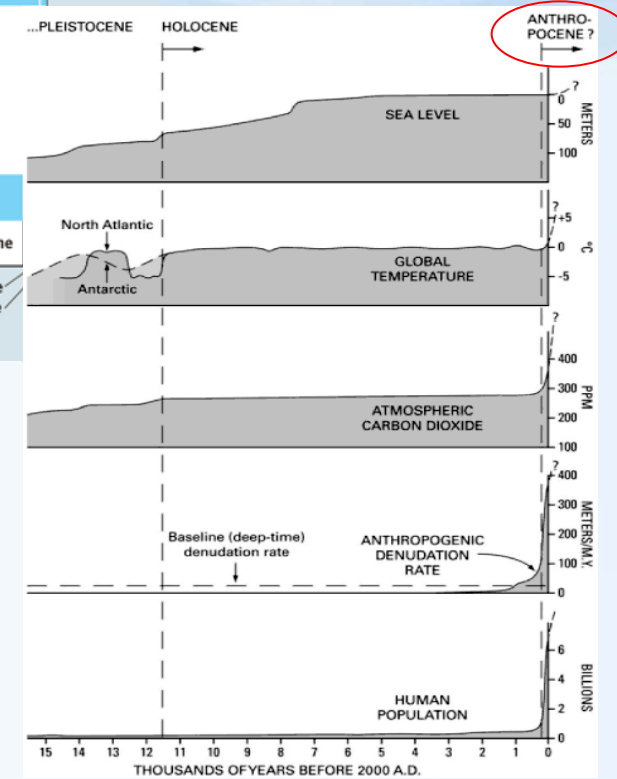 ...PLEISTOCENE
HOLOCENE
ANTHRO-
POCENE ?
?
0
50
100
METERS
SEA LEVEL
North Atlantic
Antarctic
?
+5
0
-5
°C
GLOBAL
TEMPERATURE
?
400
300
200
100
PPM
ATMOSPHERIC
CARBON DIOXIDE
?
400
300
200
100
0
METERS/M.Y.
Baseline (deep-time)
denudation rate
ANTHROPOGENIC
DENUDATION
RATE
6
4
2
0
BILLIONS
HUMAN
POPULATION
15 14 13 12 11 10 9 8 7 6 5 4 3 2 1 0
THOUSANDS OF YEARS BEFORE 2000 A.D.